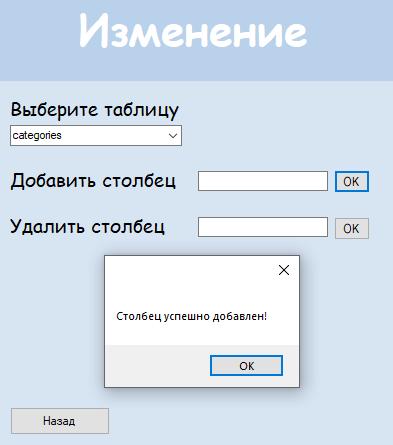 Изменение
Выберите таблицу
categories
Добавить столбец OK
Удалить столбец OK
Столбец успешно добавлен!
OK
Назад